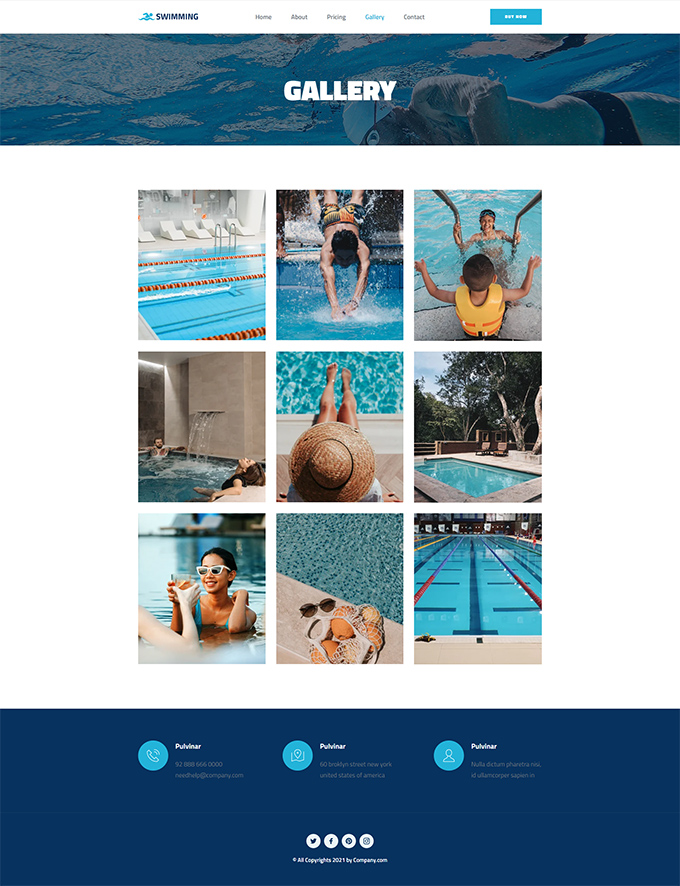 SWIMMING
Home
About
Pricing
Gallery
Contact
BUY NOW
GALLERY
Pulvinar
92 888 666 0000
needhelp@company.com
Pulvinar
60 broklyn street new york
united states of america
Pulvinar
Nulla dictum pharetra nisi,
id ullamcorper sapien in
© All Copyrights 2021 by Company.com